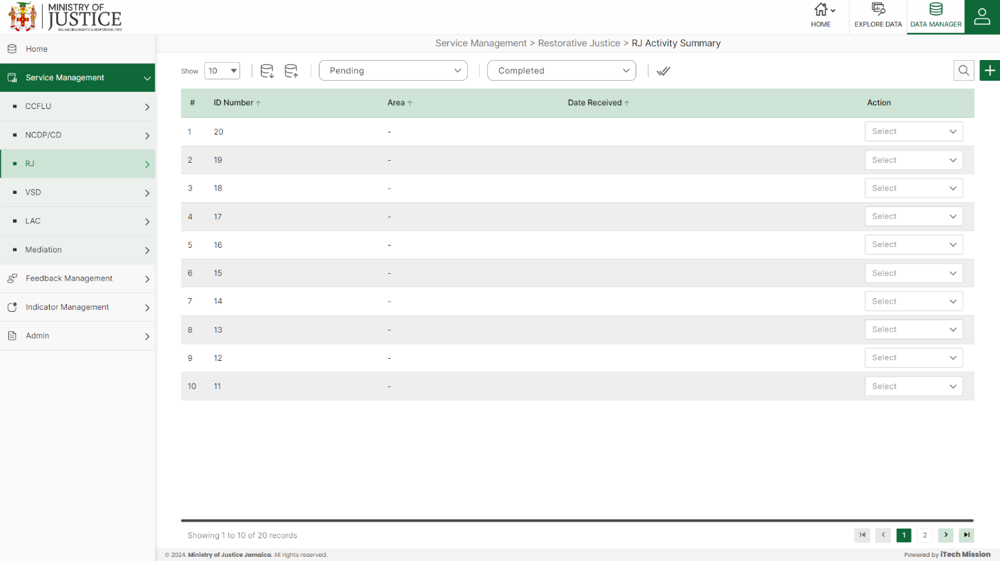 MINISTRY OF
JUSTICE
BALANCING RIGHTS & RESPONSIBILITIES
HOME
EXPLORE DATA
DATA MANAGER
Home
Service Management
CCFLU
NCDP/CD
RJ
VSD
LAC
Mediation
Feedback Management
Indicator Management
Admin
Service Management > Restorative Justice > RJ Activity Summary
Show 10 Pending Completed
# ID Number ↑ Area ↑ Date Received ↑ Action
1 20 - Select
2 19 - Select
3 18 - Select
4 17 - Select
5 16 - Select
6 15 - Select
7 14 - Select
8 13 - Select
9 12 - Select
10 11 - Select
Showing 1 to 10 of 20 records
1 2
© 2024. Ministry of Justice Jamaica. All rights reserved.
Powered by iTech Mission